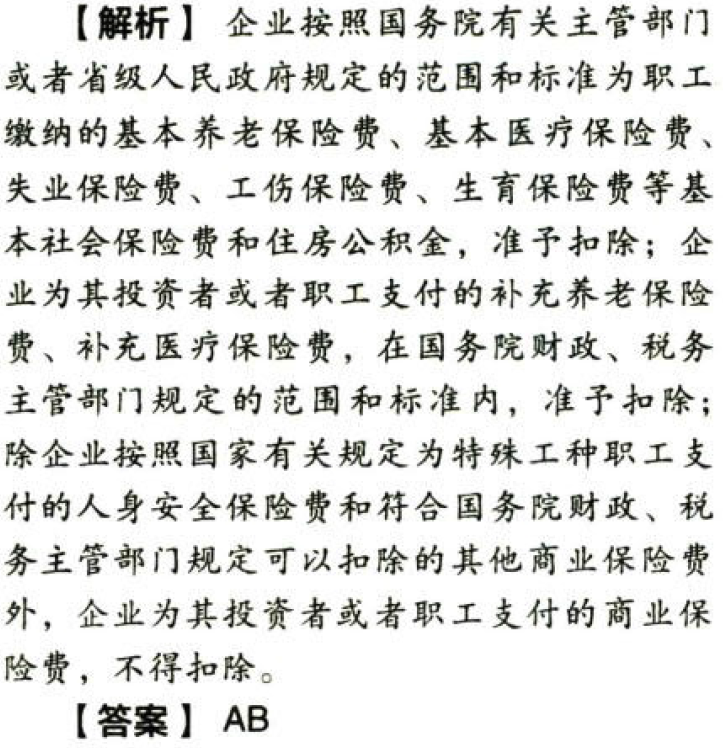 【解析】 企业按照国务院有关主管部门
或者省级人民政府规定的范围和标准为职工
缴纳的基本养老保险费、基本医疗保险费、
失业保险费、工伤保险费、生育保险费等基
本社会保险费和住房公积金，准予扣除；企
业为其投资者或者职工支付的补充养老保险
费、补充医疗保险费，在国务院财政、税务
主管部门规定的范围和标准内，准予扣除；
除企业按照国家有关规定为特殊工种职工支
付的人身安全保险费和符合国务院财政、税
务主管部门规定可以扣除的其他商业保险费
外，企业为其投资者或者职工支付的商业保
险费，不得扣除。
【答案】 AB